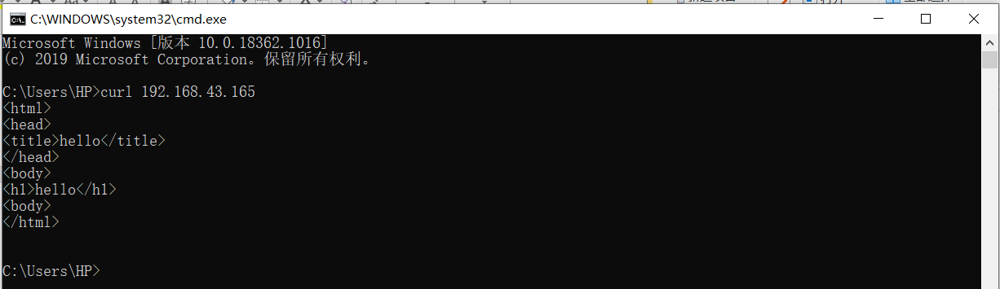 C:\WINDOWS\system32\cmd.exe
Microsoft Windows [版本 10.0.18362.1016]
(c) 2019 Microsoft Corporation。保留所有权利。
C:\Users\HP>curl 192.168.43.165
<html>
<head>
<title>hello</title>
</head>
<body>
<h1>hello</h1>
<body>
</html>
C:\Users\HP>